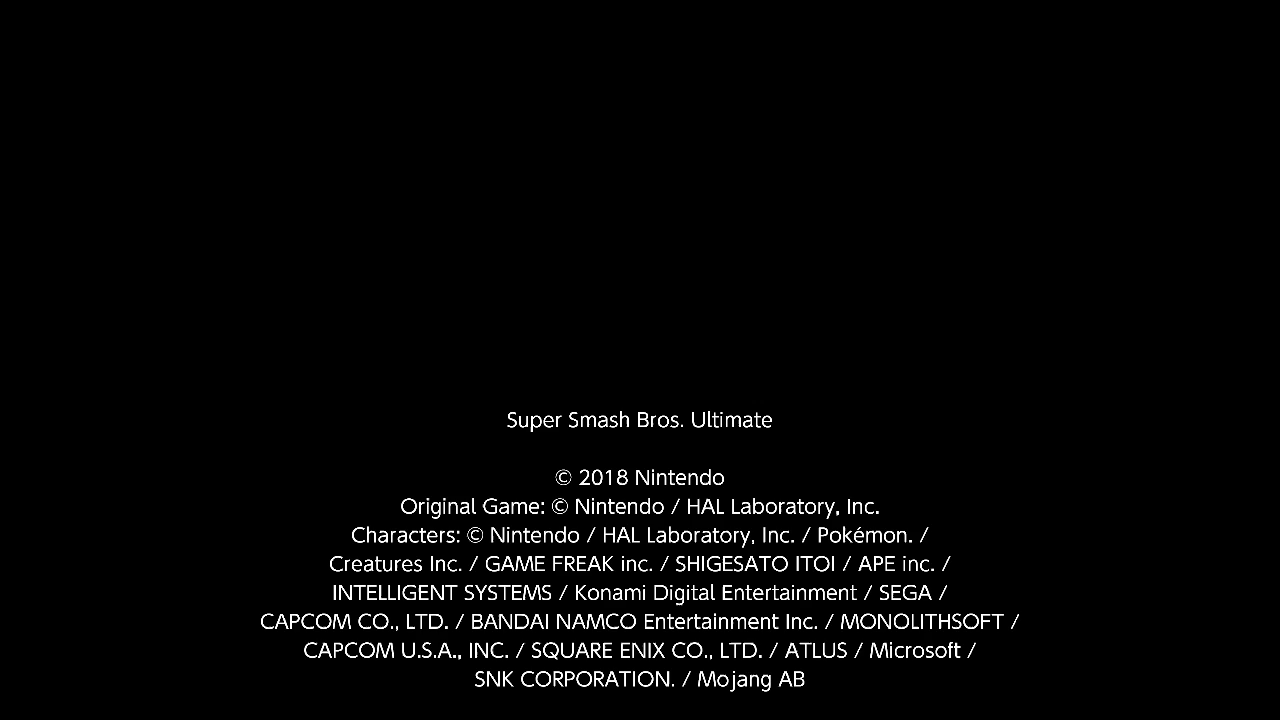 Super Smash Bros. Ultimate
© 2018 Nintendo
Original Game: © Nintendo / HAL Laboratory, Inc.
Characters: © Nintendo / HAL Laboratory, Inc. / Pokémon. /
Creatures Inc. / GAME FREAK inc. / SHIGESATO ITOI / APE inc. /
INTELLIGENT SYSTEMS / Konami Digital Entertainment / SEGA /
CAPCOM CO., LTD. / BANDAI NAMCO Entertainment Inc. / MONOLITHSOFT /
CAPCOM U.S.A., INC. / SQUARE ENIX CO., LTD. / ATLUS / Microsoft /
SNK CORPORATION. / Mojang AB